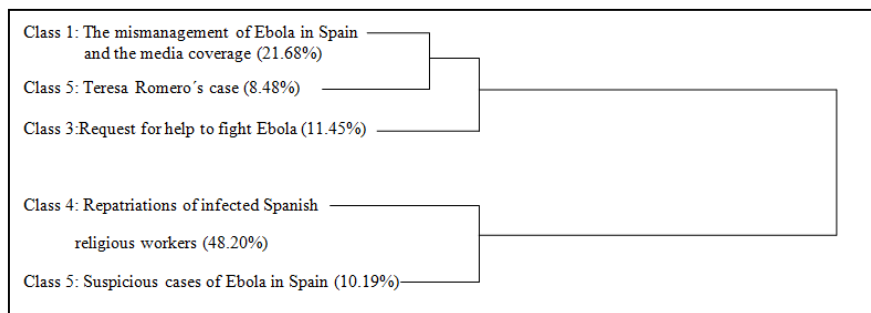 Class 1: The mismanagement of Ebola in Spain
and the media coverage (21.68%)
Class 5: Teresa Romero´s case (8.48%)
Class 3:Request for help to fight Ebola (11.45%)
Class 4: Repatriations of infected Spanish
religious workers (48.20%)
Class 5: Suspicious cases of Ebola in Spain (10.19%)